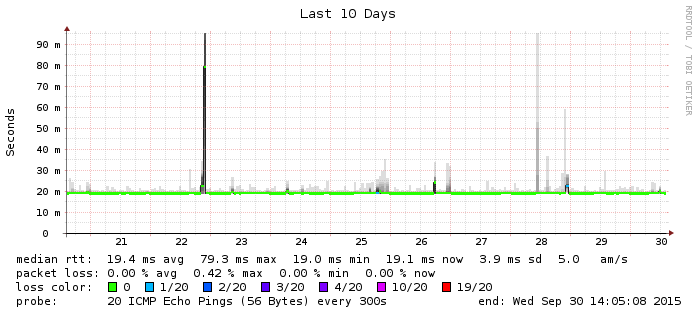 Last 10 Days
RRDTOOL / TOBI OETIKER
Seconds
90 m
80 m
70 m
60 m
50 m
40 m
30 m
20 m
10 m
0
21 22 23 24 25 26 27 28 29 30
median rtt: 19.4 ms avg 79.3 ms max 19.0 ms min 19.1 ms now 3.9 ms sd 5.0 am/s
packet loss: 0.00 % avg 0.42 % max 0.00 % min 0.00 % now
loss color: 0 1/20 2/20 3/20 4/20 10/20 19/20
probe: 20 ICMP Echo Pings (56 Bytes) every 300s end: Wed Sep 30 14:05:08 2015